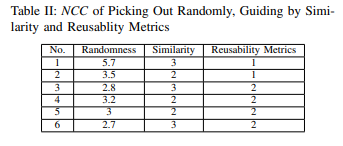 Table II: NCC of Picking Out Randomly, Guiding by Simi-
larity and Reusablity Metrics
No. Randomness Similarity Reusability Metrics
1 5.7 3 1
2 3.5 2 1
3 2.8 3 2
4 3.2 2 2
5 3 2 2
6 2.7 3 2